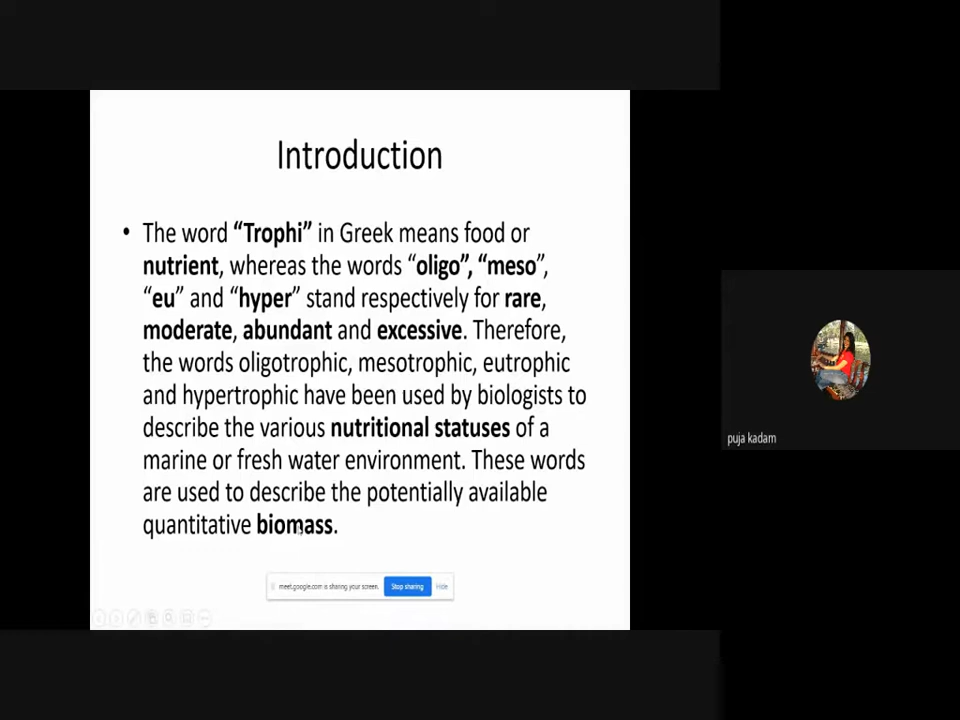 Introduction
• The word “Trophi” in Greek means food or
nutrient, whereas the words “oligo”, “meso”,
“eu” and “hyper” stand respectively for rare,
moderate, abundant and excessive. Therefore,
the words oligotrophic, mesotrophic, eutrophic
and hypertrophic have been used by biologists to
describe the various nutritional statuses of a
marine or fresh water environment. These words
are used to describe the potentially available
quantitative biomass.
meet.google.com is sharing your screen. Stop sharing Hide
puja kadam